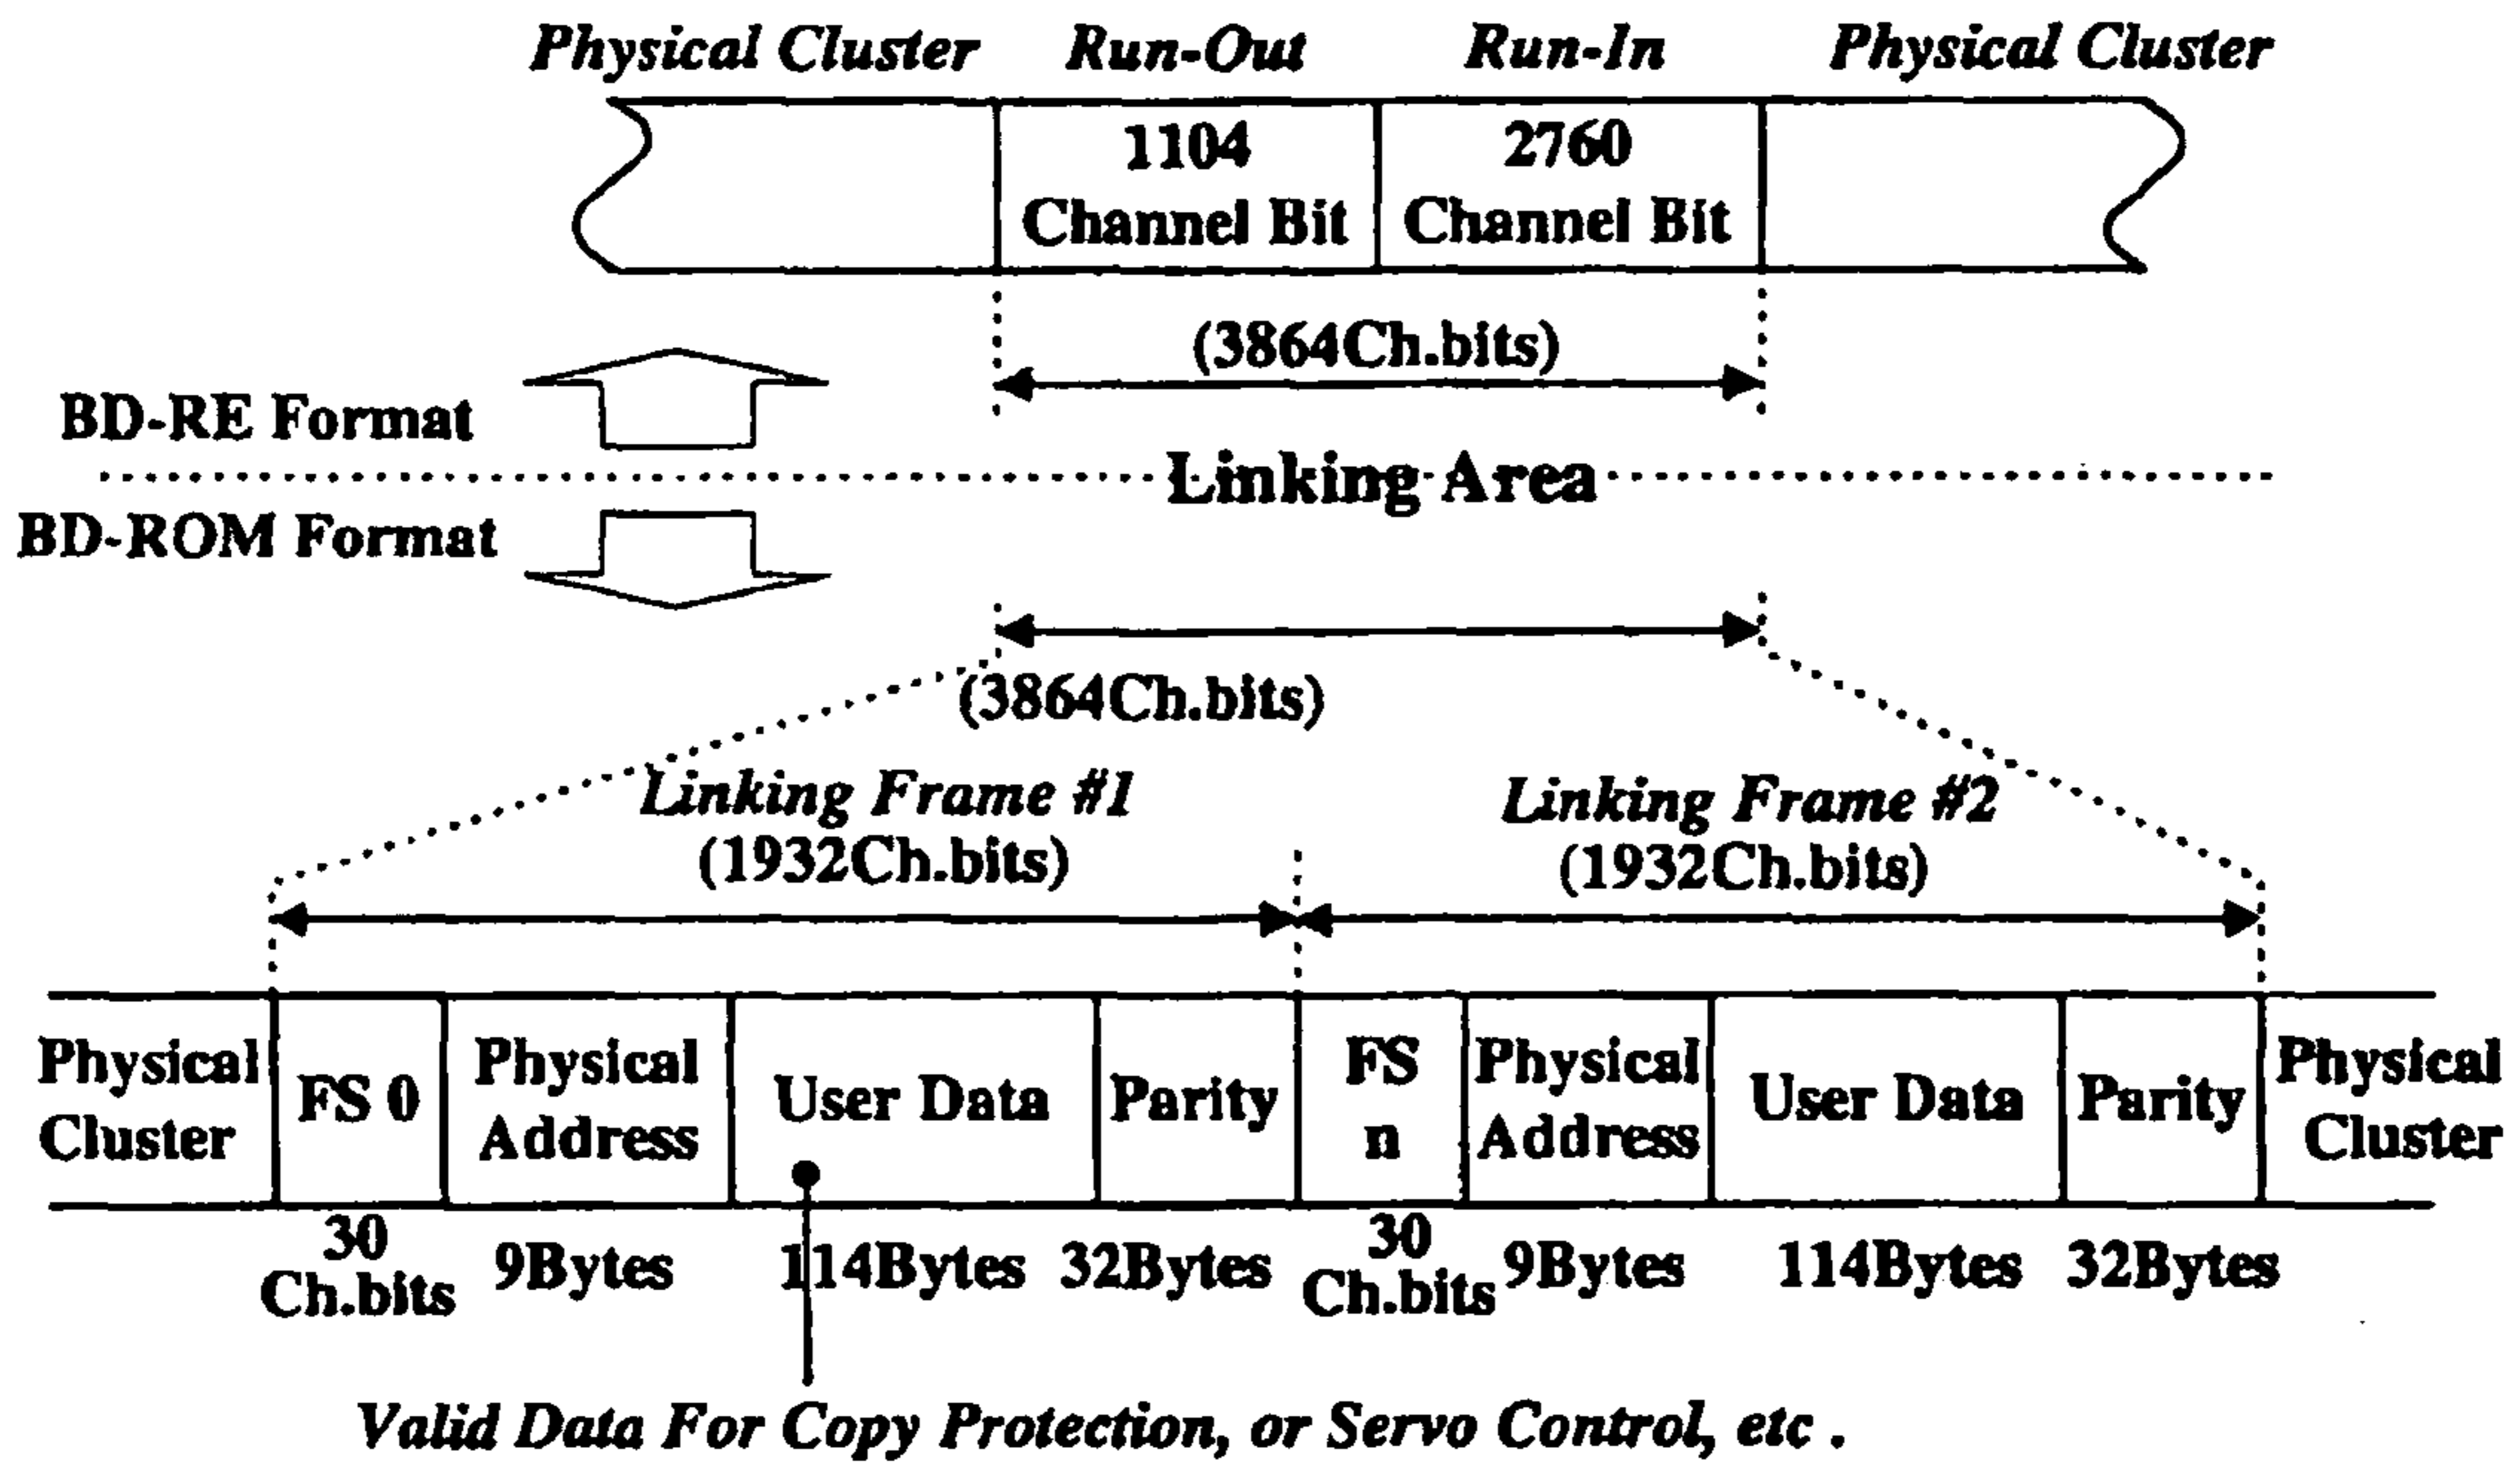 Physical Cluster Run-Out Run-In Physical Cluster
1104 2760
Channel Bit Channel Bit
(3864Ch.bits)
BD-RE Format
Linking Area
BD-ROM Format
(3864Ch.bits)
Linking Frame #1 Linking Frame #2
(1932Ch.bits) (1932Ch.bits)
Physical Cluster
FS 0
Physical Address
User Data
Parity
FS n
Physical Address
User Data
Parity
Physical Cluster
30 Ch.bits
9Bytes
114Bytes
32Bytes
30 Ch.bits
9Bytes
114Bytes
32Bytes
Valid Data For Copy Protection, or Servo Control, etc .